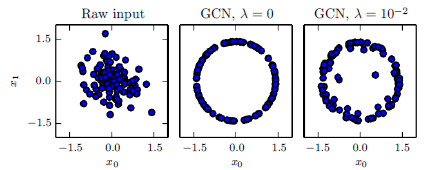 Raw input
GCN, λ = 0
GCN, λ = 10⁻²
1.5
0.0
−1.5
x₁
−1.5 0.0 1.5
−1.5 0.0 1.5
−1.5 0.0 1.5
x₀
x₀
x₀